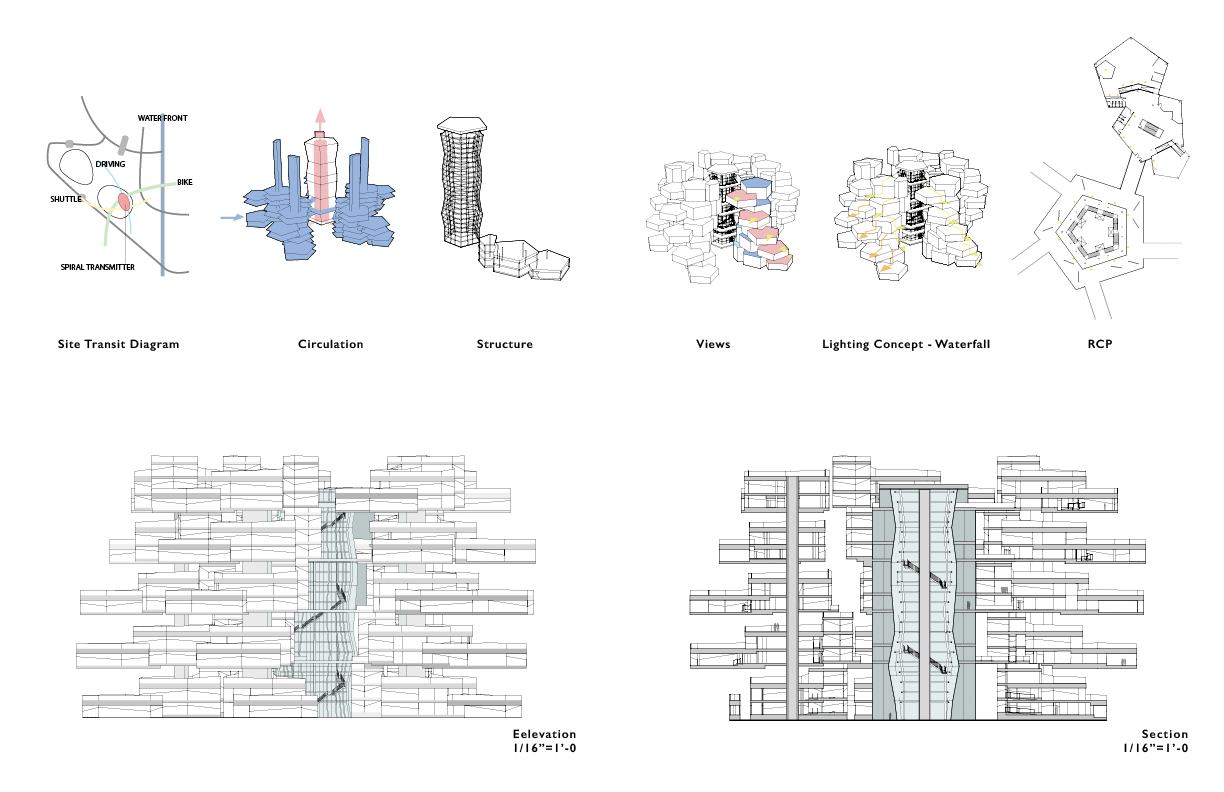 WATER FRONT
DRIVING
BIKE
SHUTTLE
SPIRAL TRANSMITTER
Site Transit Diagram
Circulation
Structure
Views
Lighting Concept - Waterfall
RCP
Eelevation
1/16”=1’-0
Section
1/16”=1’-0